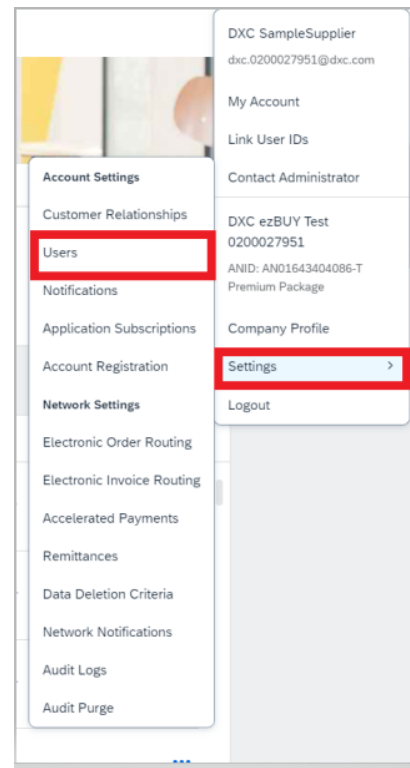 DXC SampleSupplier
dxc.0200027951@dxc.com
My Account
Link User IDs
Contact Administrator
DXC ezBUY Test
0200027951
ANID: AN01643404086-T
Premium Package
Company Profile
Settings
Logout
Account Settings
Customer Relationships
Users
Notifications
Application Subscriptions
Account Registration
Network Settings
Electronic Order Routing
Electronic Invoice Routing
Accelerated Payments
Remittances
Data Deletion Criteria
Network Notifications
Audit Logs
Audit Purge